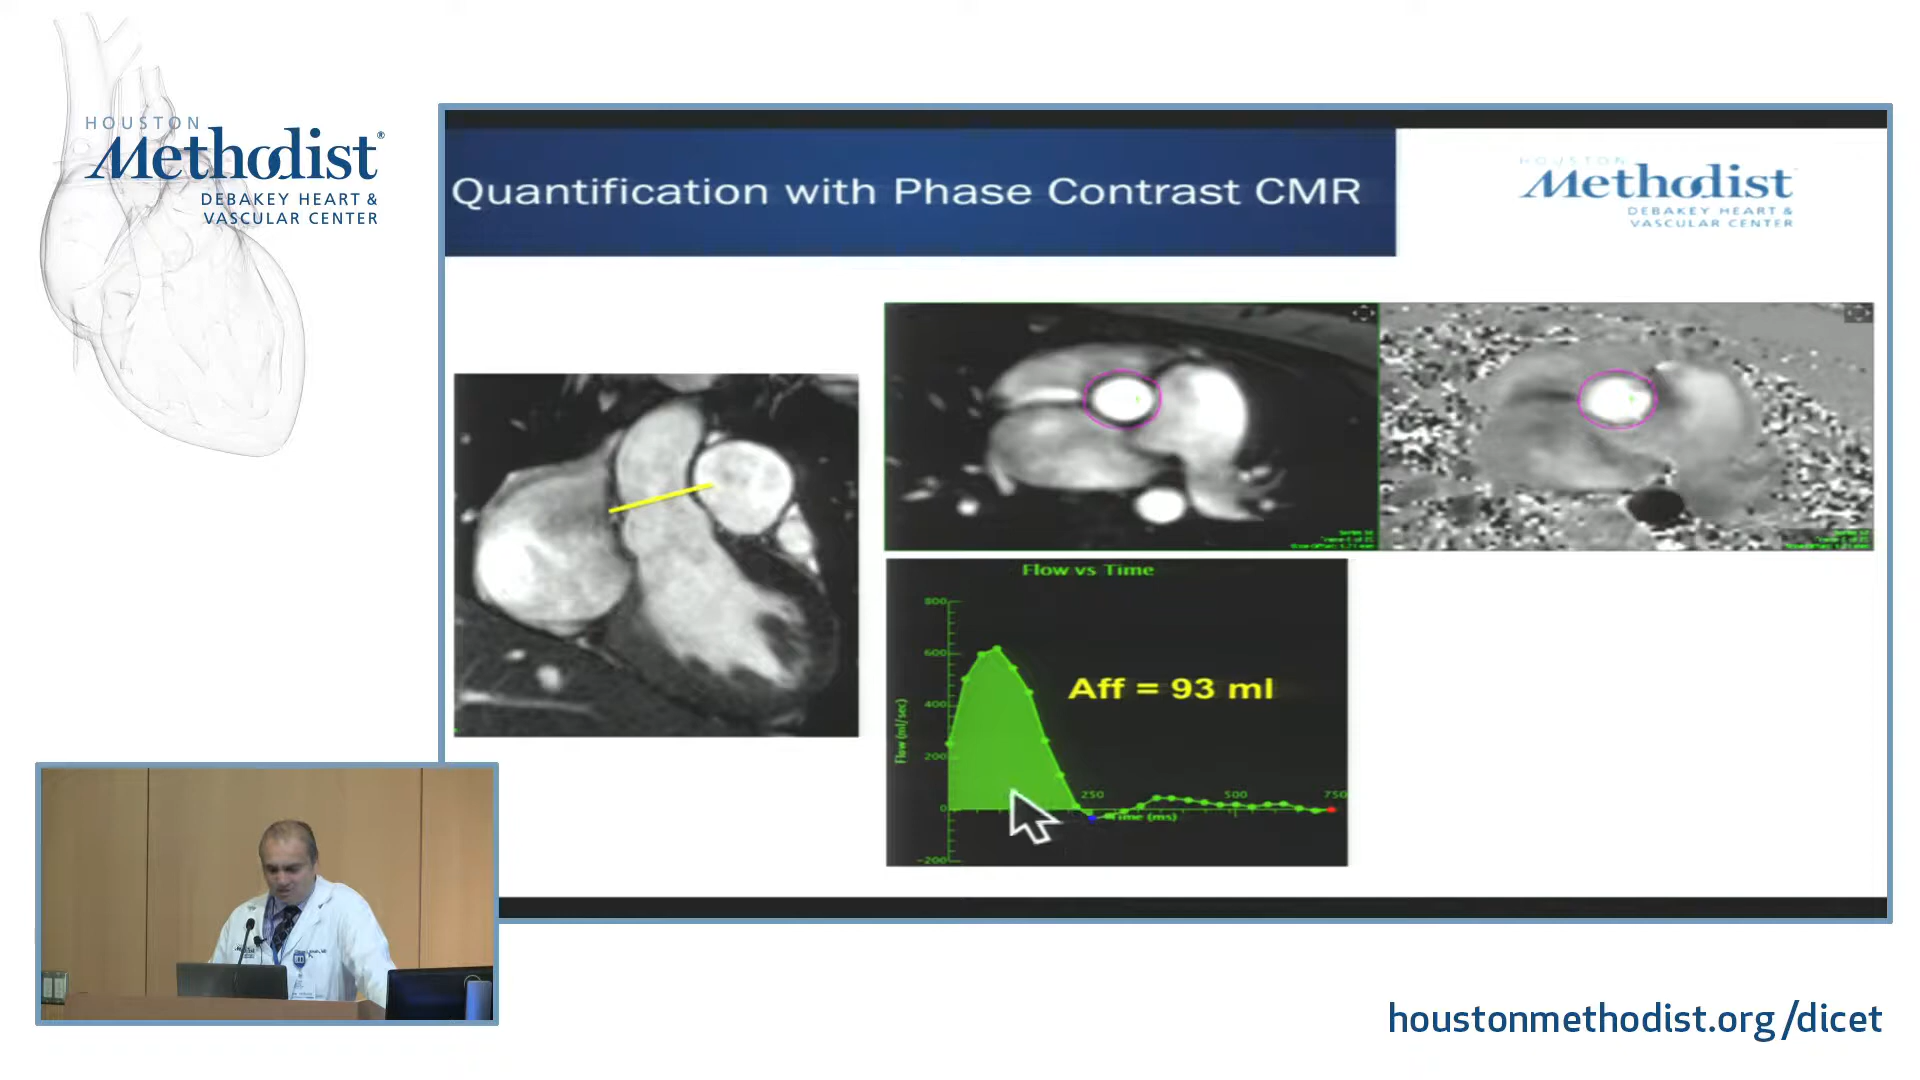 HOUSTON
Methodist®
DEBAKEY HEART &
VASCULAR CENTER
Quantification with Phase Contrast CMR
HOUSTON
Methodist
DEBAKEY HEART &
VASCULAR CENTER
Flow vs Time
800
600
400
200
0
-200
Flow (ml/sec)
Aff = 93 ml
250
500
750
Time (ms)
houstonmethodist.org/dicet